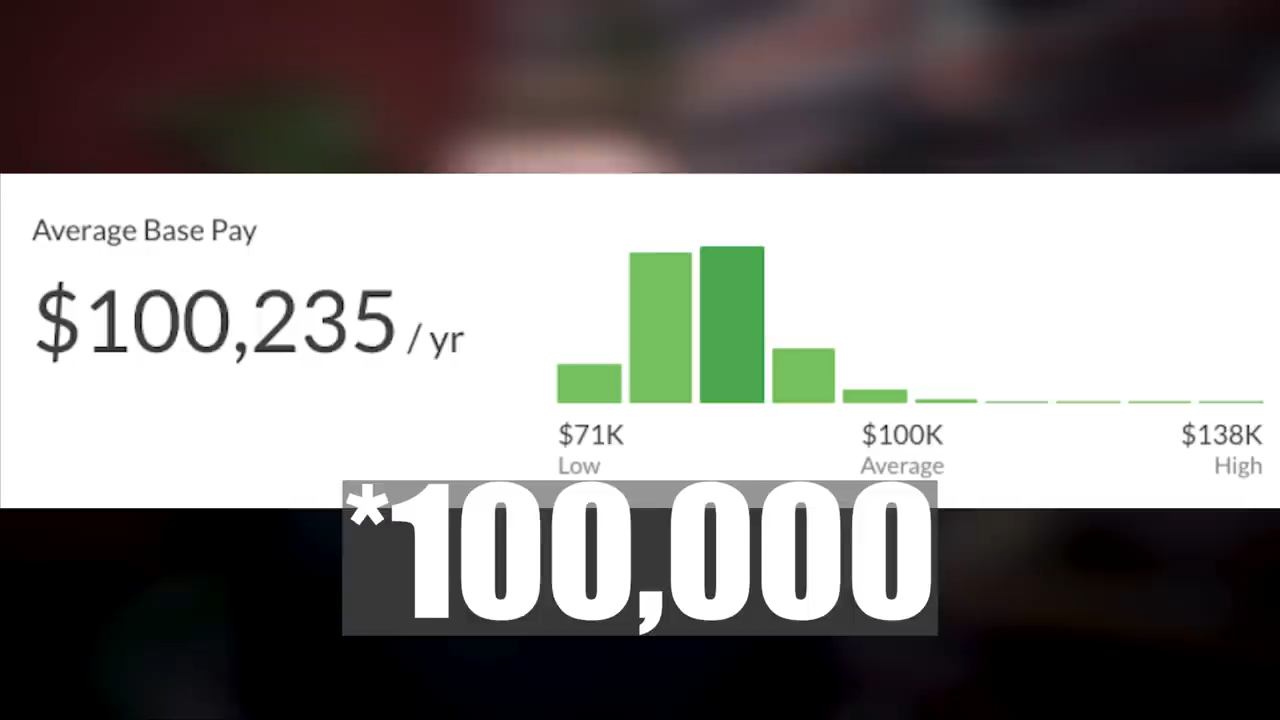 Average Base Pay
$100,235 / yr
$71K $100K $138K
Low Average High
*100,000